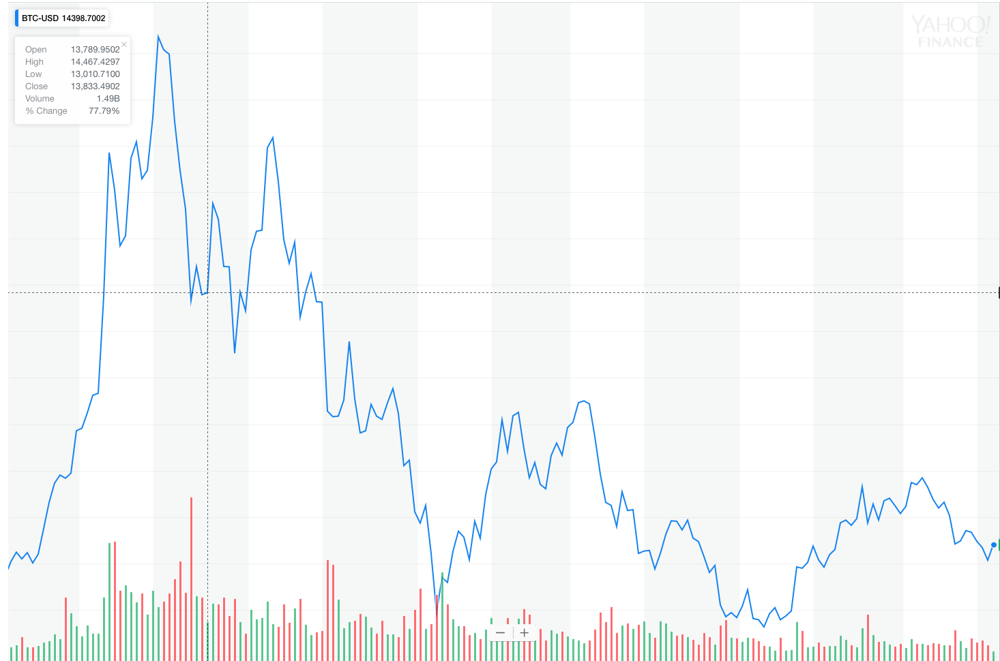 BTC-USD 14398.7002
YAHOO!
FINANCE
Open 13,789.9502
High 14,467.4297
Low 13,010.7100
Close 13,833.4902
Volume 1.49B
% Change 77.79%